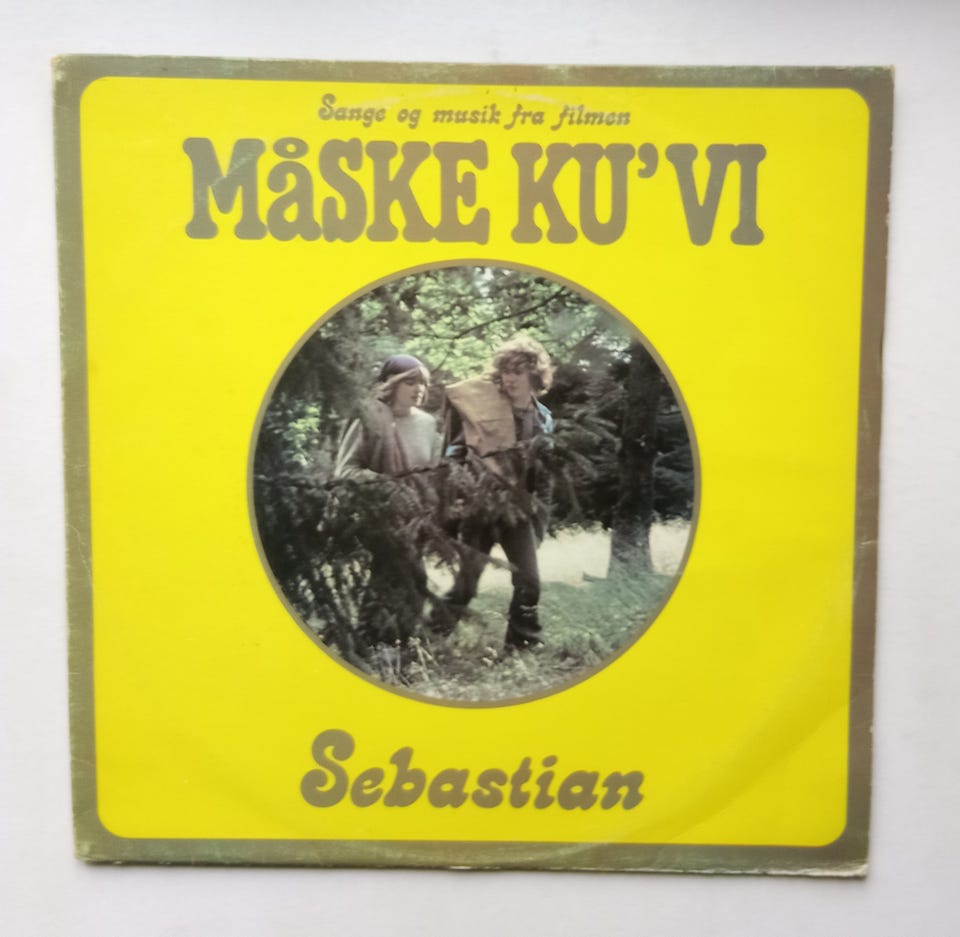 Sange og musik fra filmen
MåSKE KU'VI
Sebastian